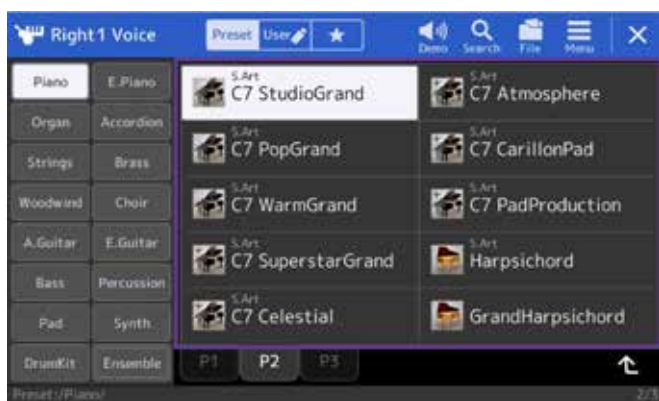 Right1 Voice
Preset User
Demo Search File Menu
Piano E.Piano
Organ Accordion
Strings Brass
Woodwind Choir
A.Guitar E.Guitar
Bass Percussion
Pad Synth
DrumKit Ensemble
S.Art
C7 StudioGrand
S.Art
C7 Atmosphere
S.Art
C7 PopGrand
S.Art
C7 CarillonPad
S.Art
C7 WarmGrand
S.Art
C7 PadProduction
S.Art
C7 SuperstarGrand
S.Art
Harpsichord
S.Art
C7 Celestial
GrandHarpsichord
P1 P2 P3
Preset:/Piano/
2/3